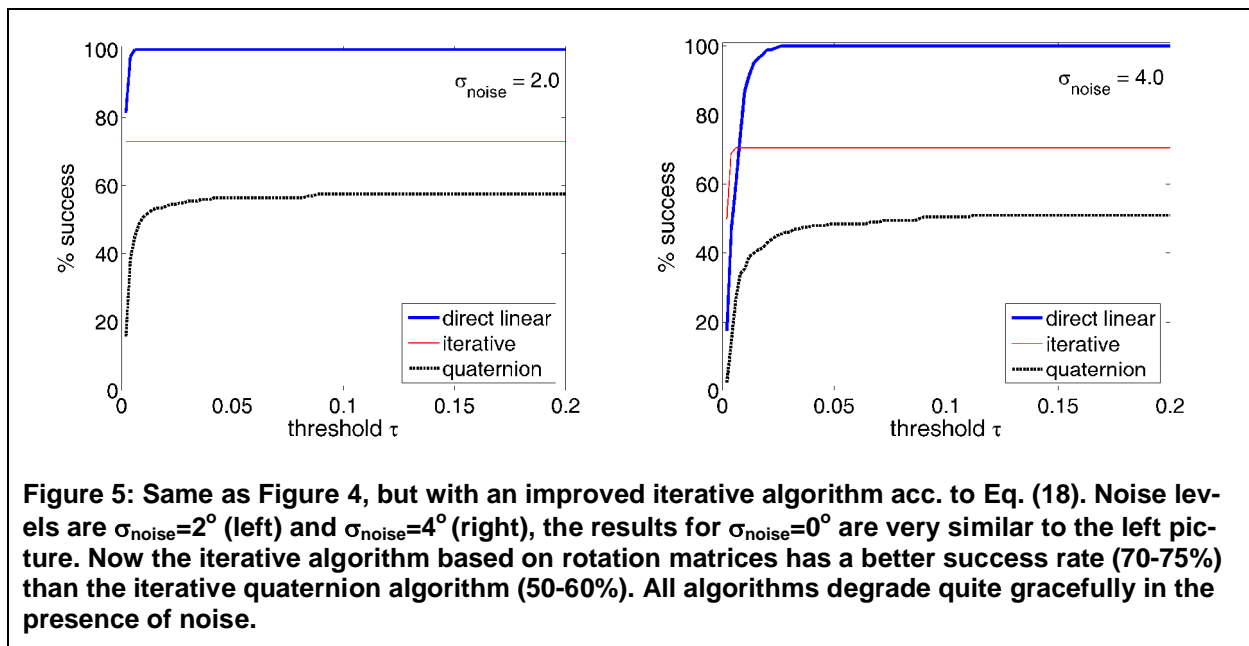 100
80
60
40
20
0
% success
σnoise = 2.0
direct linear
iterative
quaternion
0
0.05
0.1
0.15
0.2
threshold τ
100
80
60
40
20
0
% success
σnoise = 4.0
direct linear
iterative
quaternion
0
0.05
0.1
0.15
0.2
threshold τ
Figure 5: Same as Figure 4, but with an improved iterative algorithm acc. to Eq. (18). Noise lev-
els are σnoise=2° (left) and σnoise=4° (right), the results for σnoise=0° are very similar to the left pic-
ture. Now the iterative algorithm based on rotation matrices has a better success rate (70-75%)
than the iterative quaternion algorithm (50-60%). All algorithms degrade quite gracefully in the
presence of noise.